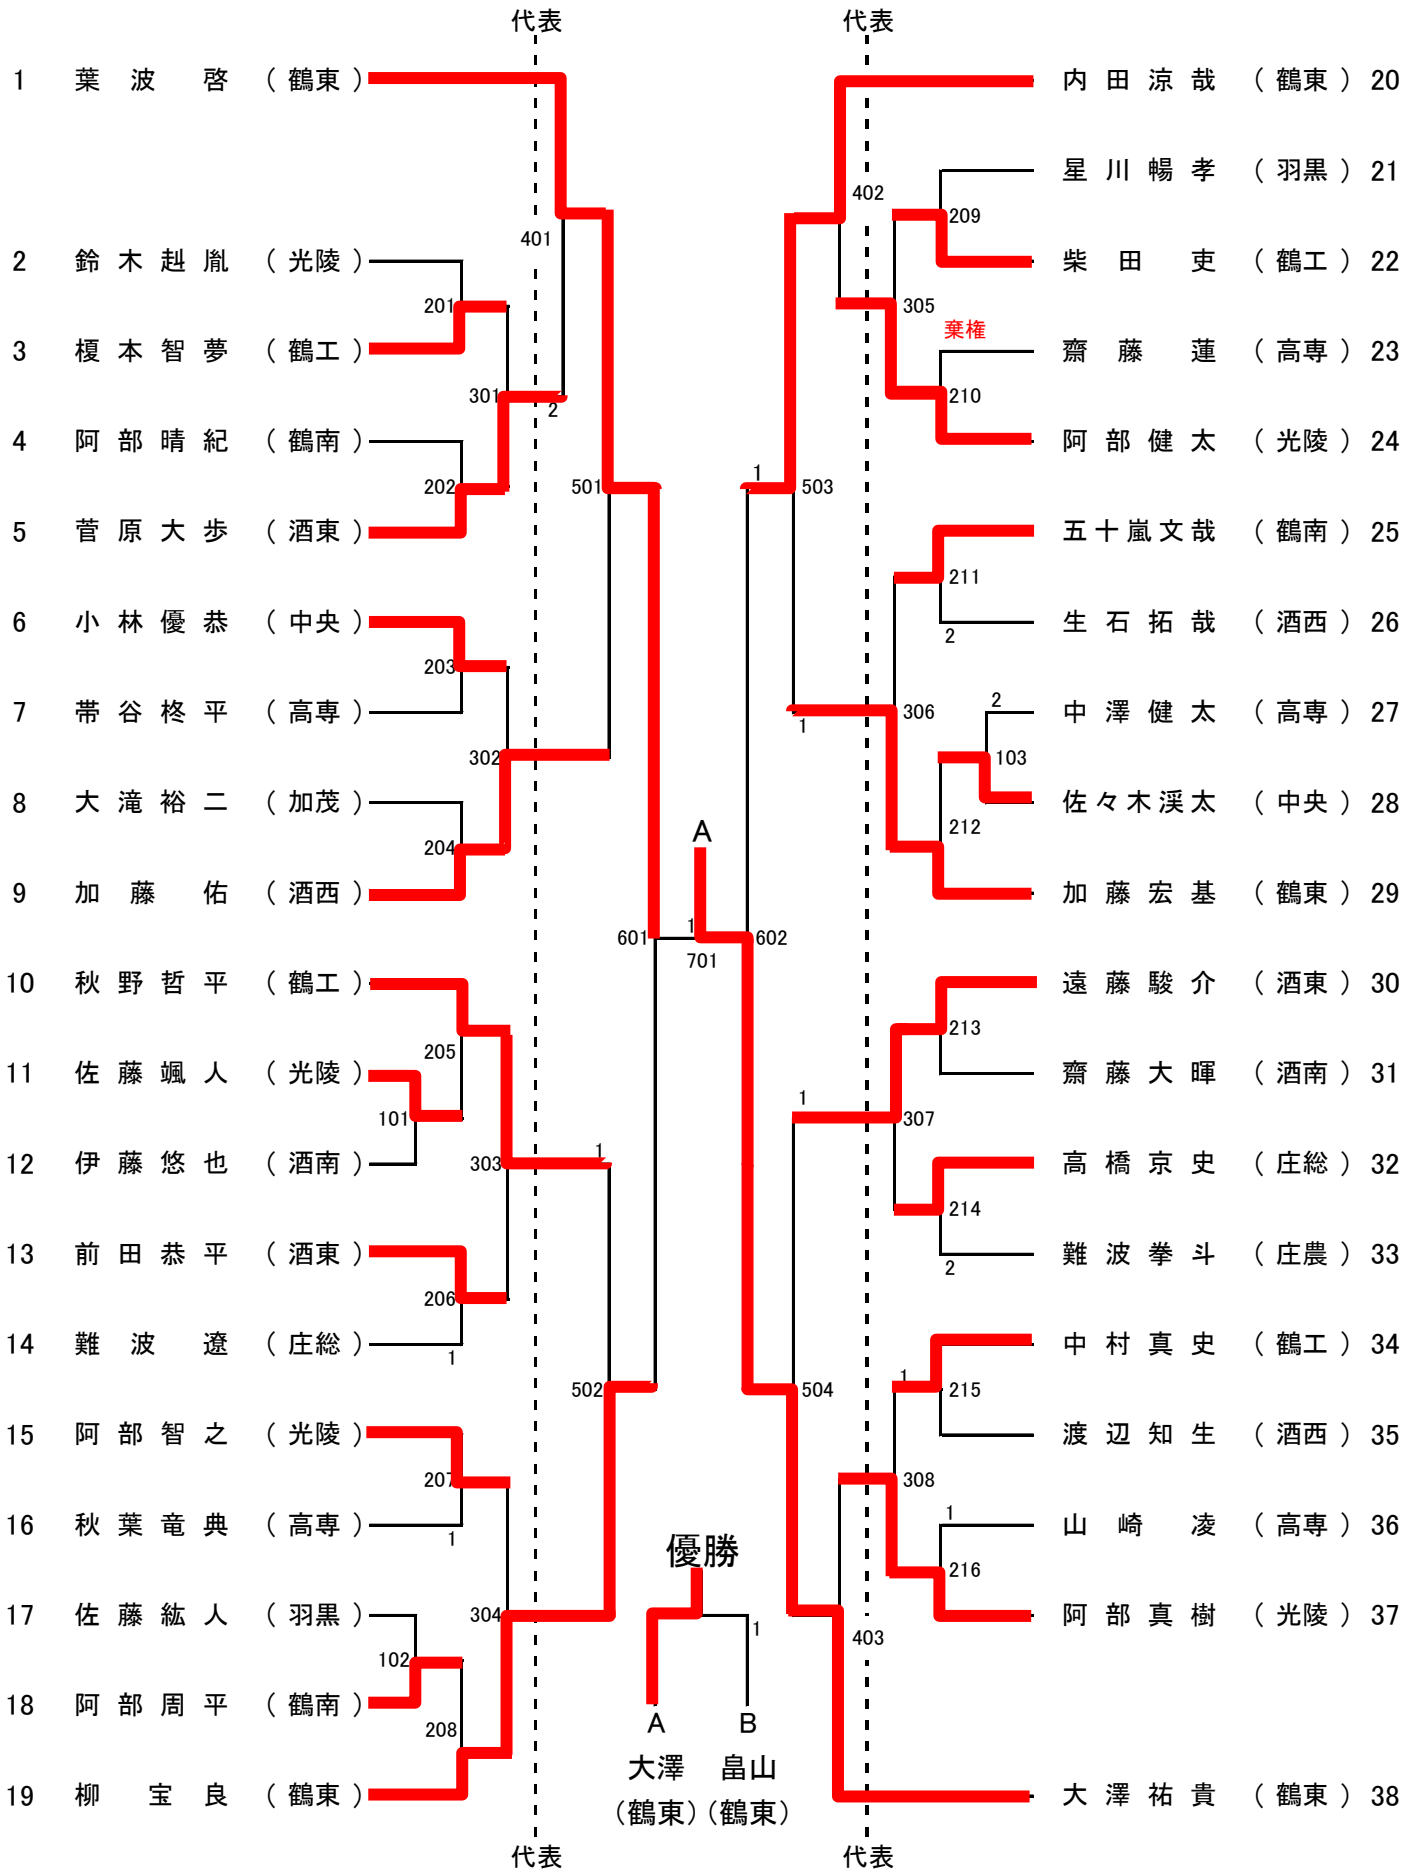 代表 代表
1 葉波 啓 （鶴東）
2 鈴木赳胤 （光陵）
3 榎本智夢 （鶴工）
4 阿部晴紀 （鶴南）
5 菅原大歩 （酒東）
6 小林優恭 （中央）
7 帯谷柊平 （高専）
8 大滝裕二 （加茂）
9 加藤 佑 （酒西）
10 秋野哲平 （鶴工）
11 佐藤颯人 （光陵）
12 伊藤悠也 （酒南）
13 前田恭平 （酒東）
14 難波 遼 （庄総）
15 阿部智之 （光陵）
16 秋葉竜典 （高専）
17 佐藤紘人 （羽黒）
18 阿部周平 （鶴南）
19 柳 宝良 （鶴東）
201
301
202
203
302
204
205
101
303
206
1
207
1
304
102
208
401
2
501
1
502
601
1
701
A
優勝
1
A B
大澤 畠山
（鶴東）（鶴東）
602
1
503
1
1
504
402
403
209
305
棄権
210
211
2
306
2
103
212
213
307
214
2
1
215
308
1
216
内田涼哉 （鶴東） 20
星川暢孝 （羽黒） 21
柴田 吏 （鶴工） 22
齋藤 蓮 （高専） 23
阿部健太 （光陵） 24
五十嵐文哉 （鶴南） 25
生石拓哉 （酒西） 26
中澤健太 （高専） 27
佐々木渓太 （中央） 28
加藤宏基 （鶴東） 29
遠藤駿介 （酒東） 30
齋藤大暉 （酒南） 31
高橋京史 （庄総） 32
難波拳斗 （庄農） 33
中村真史 （鶴工） 34
渡辺知生 （酒西） 35
山崎 凌 （高専） 36
阿部真樹 （光陵） 37
大澤祐貴 （鶴東） 38
代表 代表